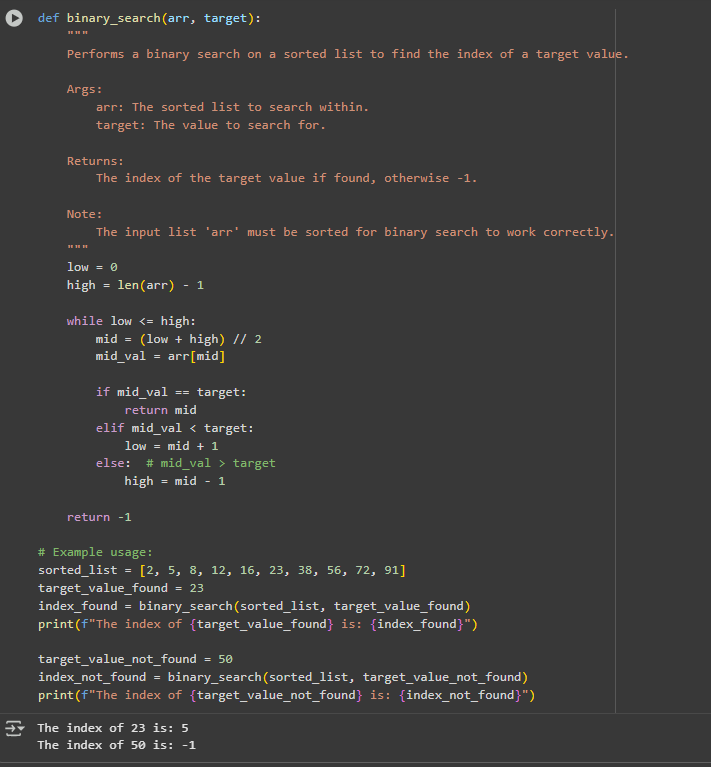 def binary_search(arr, target):
    """
    Performs a binary search on a sorted list to find the index of a target value.

    Args:
        arr: The sorted list to search within.
        target: The value to search for.

    Returns:
        The index of the target value if found, otherwise -1.

    Note:
        The input list 'arr' must be sorted for binary search to work correctly.
    """
    low = 0
    high = len(arr) - 1

    while low <= high:
        mid = (low + high) // 2
        mid_val = arr[mid]

        if mid_val == target:
            return mid
        elif mid_val < target:
            low = mid + 1
        else:  # mid_val > target
            high = mid - 1

    return -1

# Example usage:
sorted_list = [2, 5, 8, 12, 16, 23, 38, 56, 72, 91]
target_value_found = 23
index_found = binary_search(sorted_list, target_value_found)
print(f"The index of {target_value_found} is: {index_found}")

target_value_not_found = 50
index_not_found = binary_search(sorted_list, target_value_not_found)
print(f"The index of {target_value_not_found} is: {index_not_found}")
The index of 23 is: 5
The index of 50 is: -1